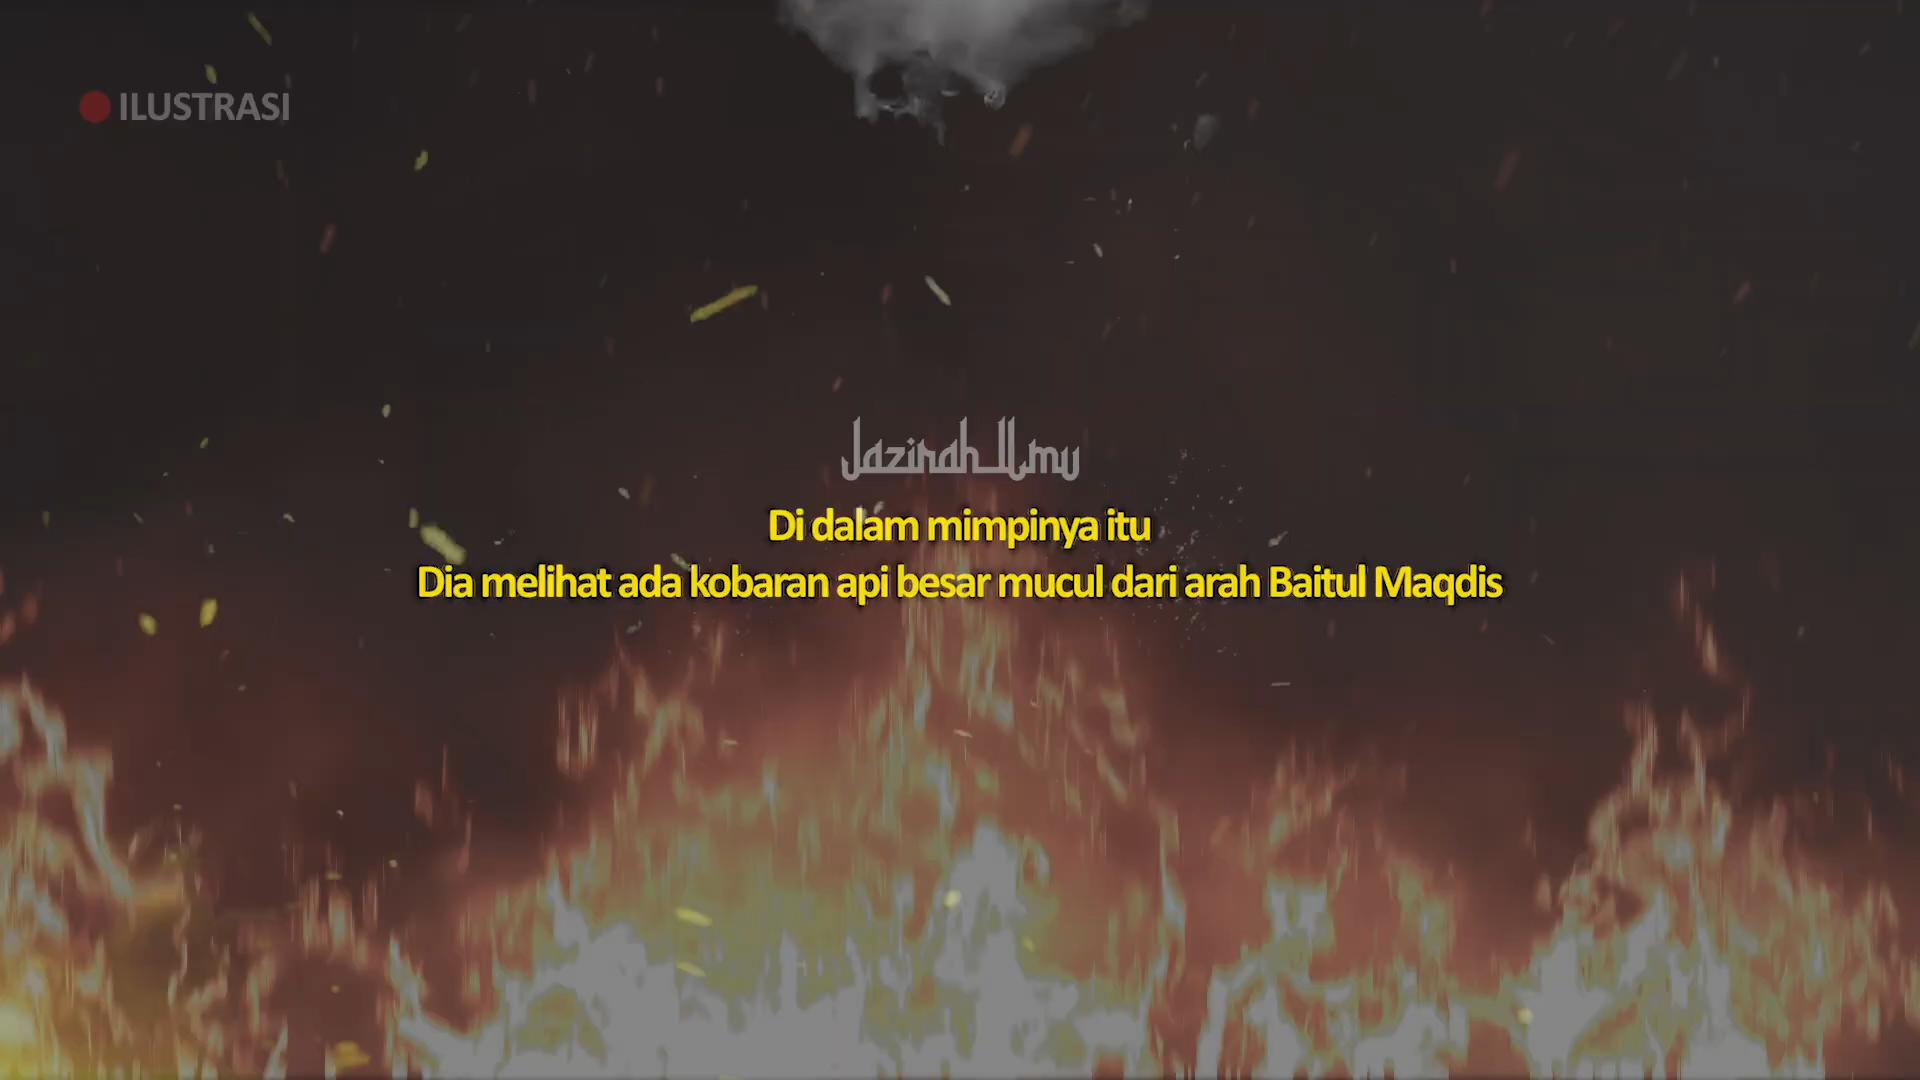 ILUSTRASI
Jazirah Ilmu
Di dalam mimpinya itu
Dia melihat ada kobaran api besar mucul dari arah Baitul Maqdis